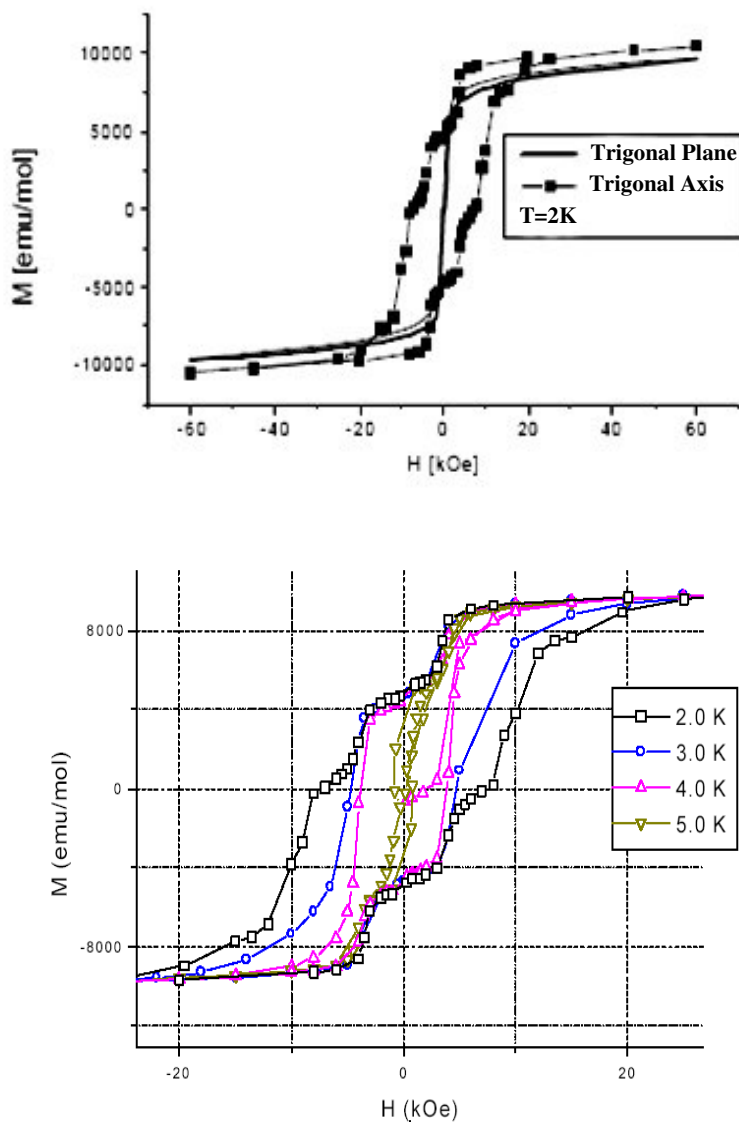 M [emu/mol]
10000
5000
0
-5000
-10000
Trigonal Plane
Trigonal Axis
T=2K
-60
-40
-20
0
20
40
60
H [kOe]
M (emu/mol)
8000
0
-8000
2.0 K
3.0 K
4.0 K
5.0 K
-20
0
20
H (kOe)